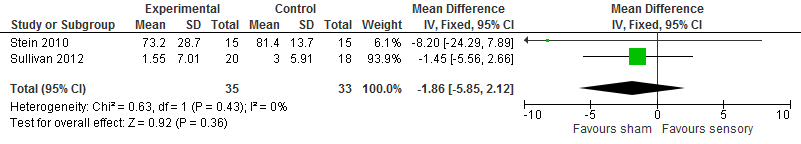 Experimental Control Mean Difference Mean Difference
Study or Subgroup Mean SD Total Mean SD Total Weight IV, Fixed, 95% CI IV, Fixed, 95% CI
Stein 2010 73.2 28.7 15 81.4 13.7 15 6.1% -8.20 [-24.29, 7.89]
Sullivan 2012 1.55 7.01 20 3 5.91 18 93.9% -1.45 [-5.56, 2.66]
Total (95% CI) 35 33 100.0% -1.86 [-5.85, 2.12]
Heterogeneity: Chi² = 0.63, df = 1 (P = 0.43); I² = 0%
Test for overall effect: Z = 0.92 (P = 0.36)
-10 -5 0 5 10
Favours sham Favours sensory